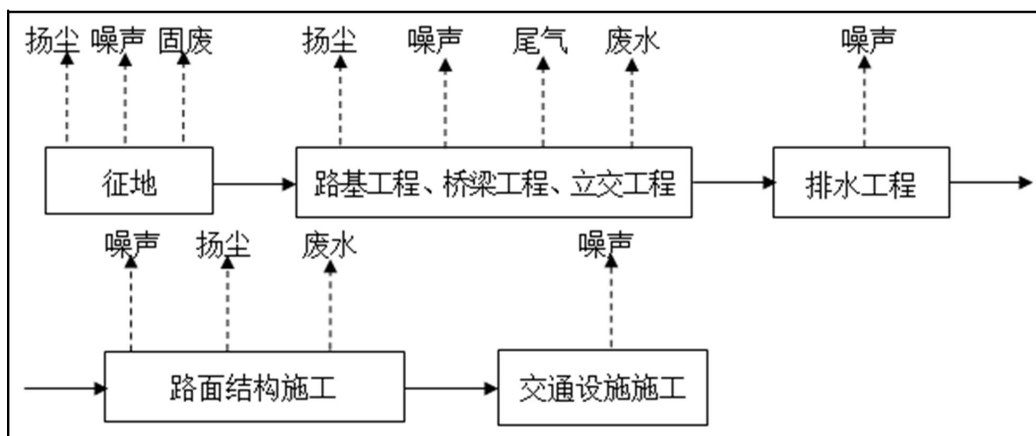 扬尘 噪声 固废 扬尘 噪声 尾气 废水 噪声
征地 路基工程、桥梁工程、立交工程 排水工程
噪声 扬尘 废水 噪声
路面结构施工 交通设施施工